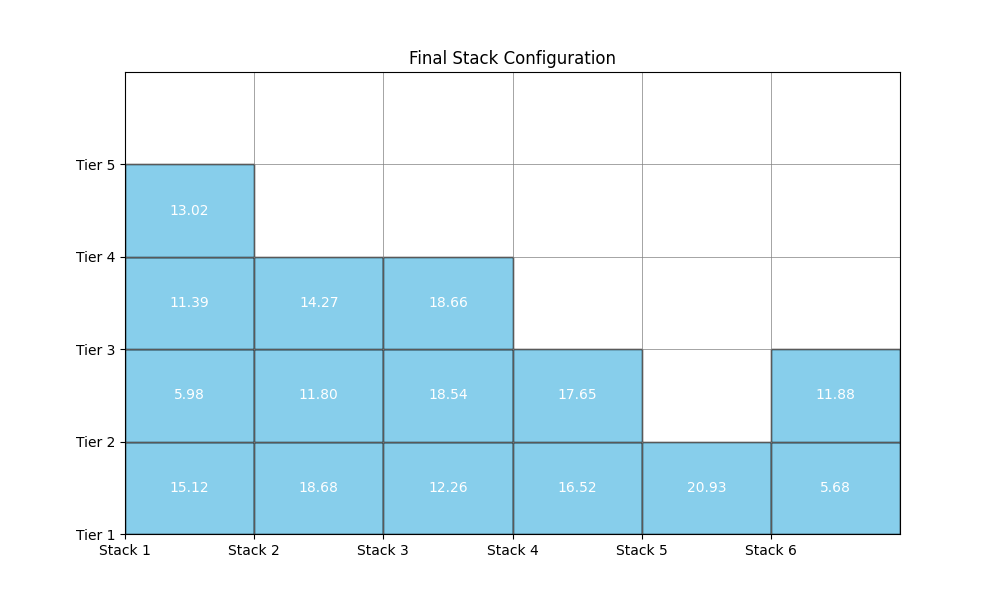 Final Stack Configuration
Tier 5
13.02
Tier 4
11.39 14.27 18.66
Tier 3
5.98 11.80 18.54 17.65 11.88
Tier 2
15.12 18.68 12.26 16.52 20.93 5.68
Tier 1
Stack 1 Stack 2 Stack 3 Stack 4 Stack 5 Stack 6